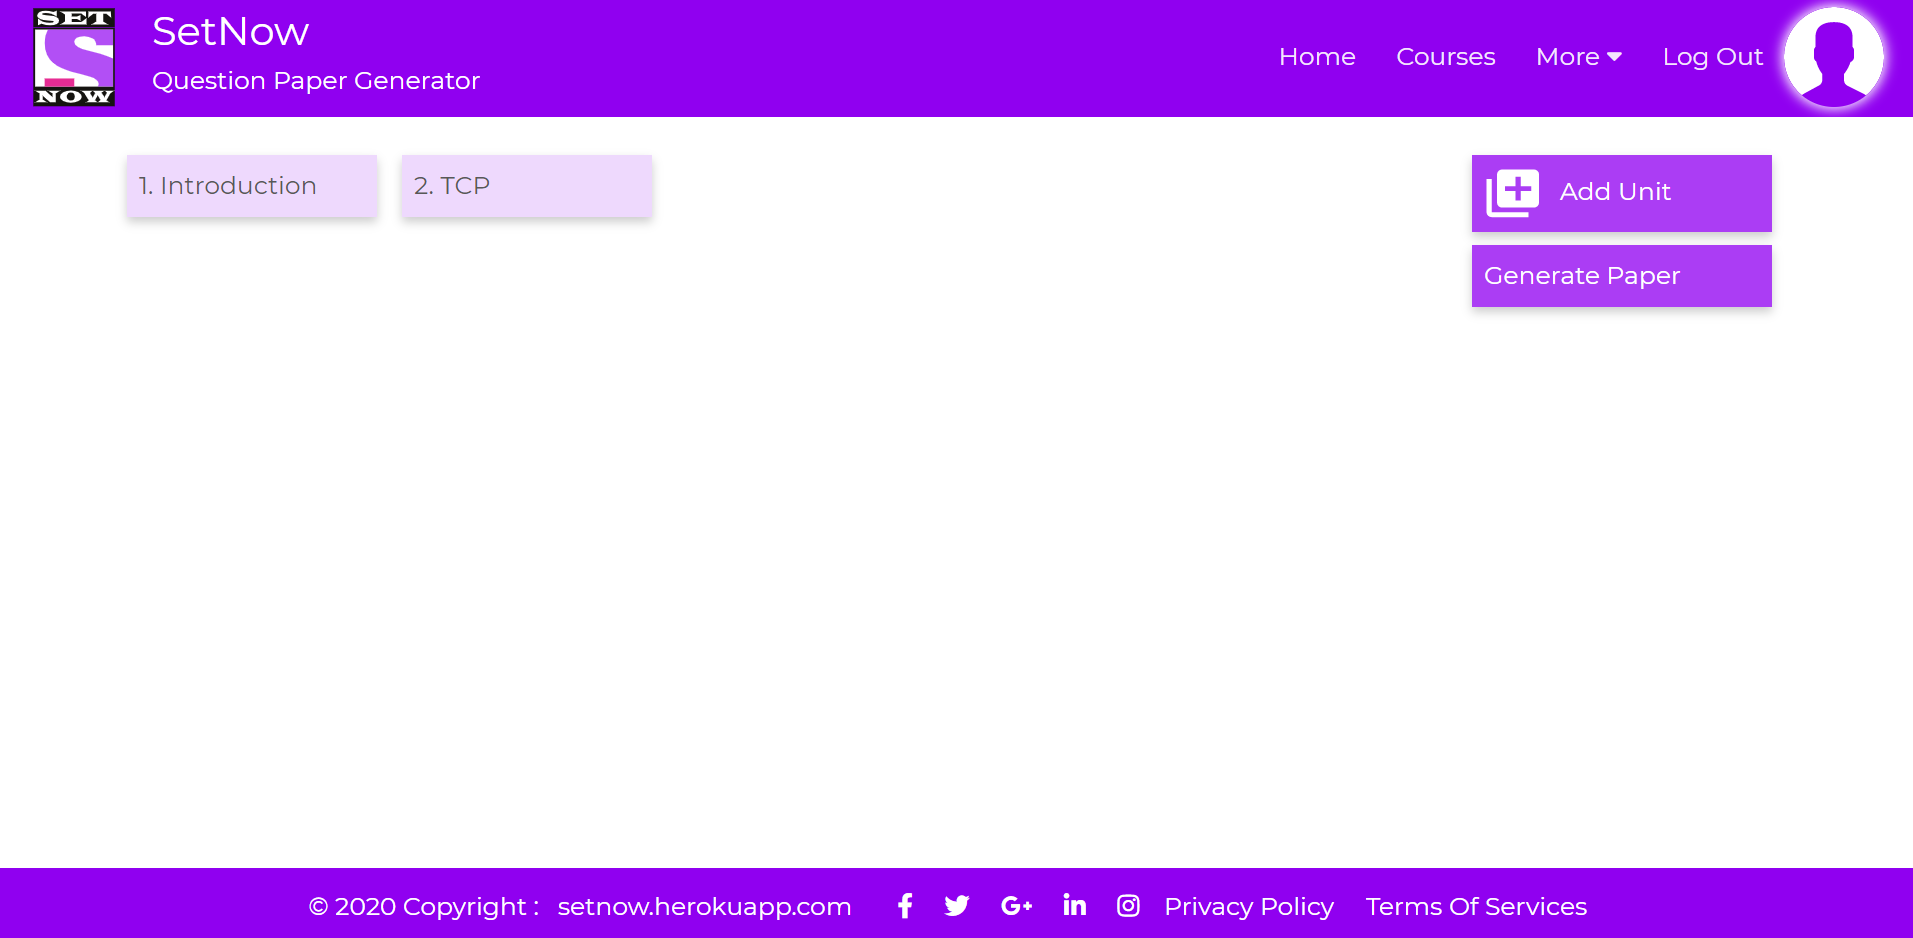 SET
NOW
SetNow
Question Paper Generator
Home Courses More Log Out
1. Introduction
2. TCP
Add Unit
Generate Paper
© 2020 Copyright : setnow.herokuapp.com G+ in Privacy Policy Terms Of Services